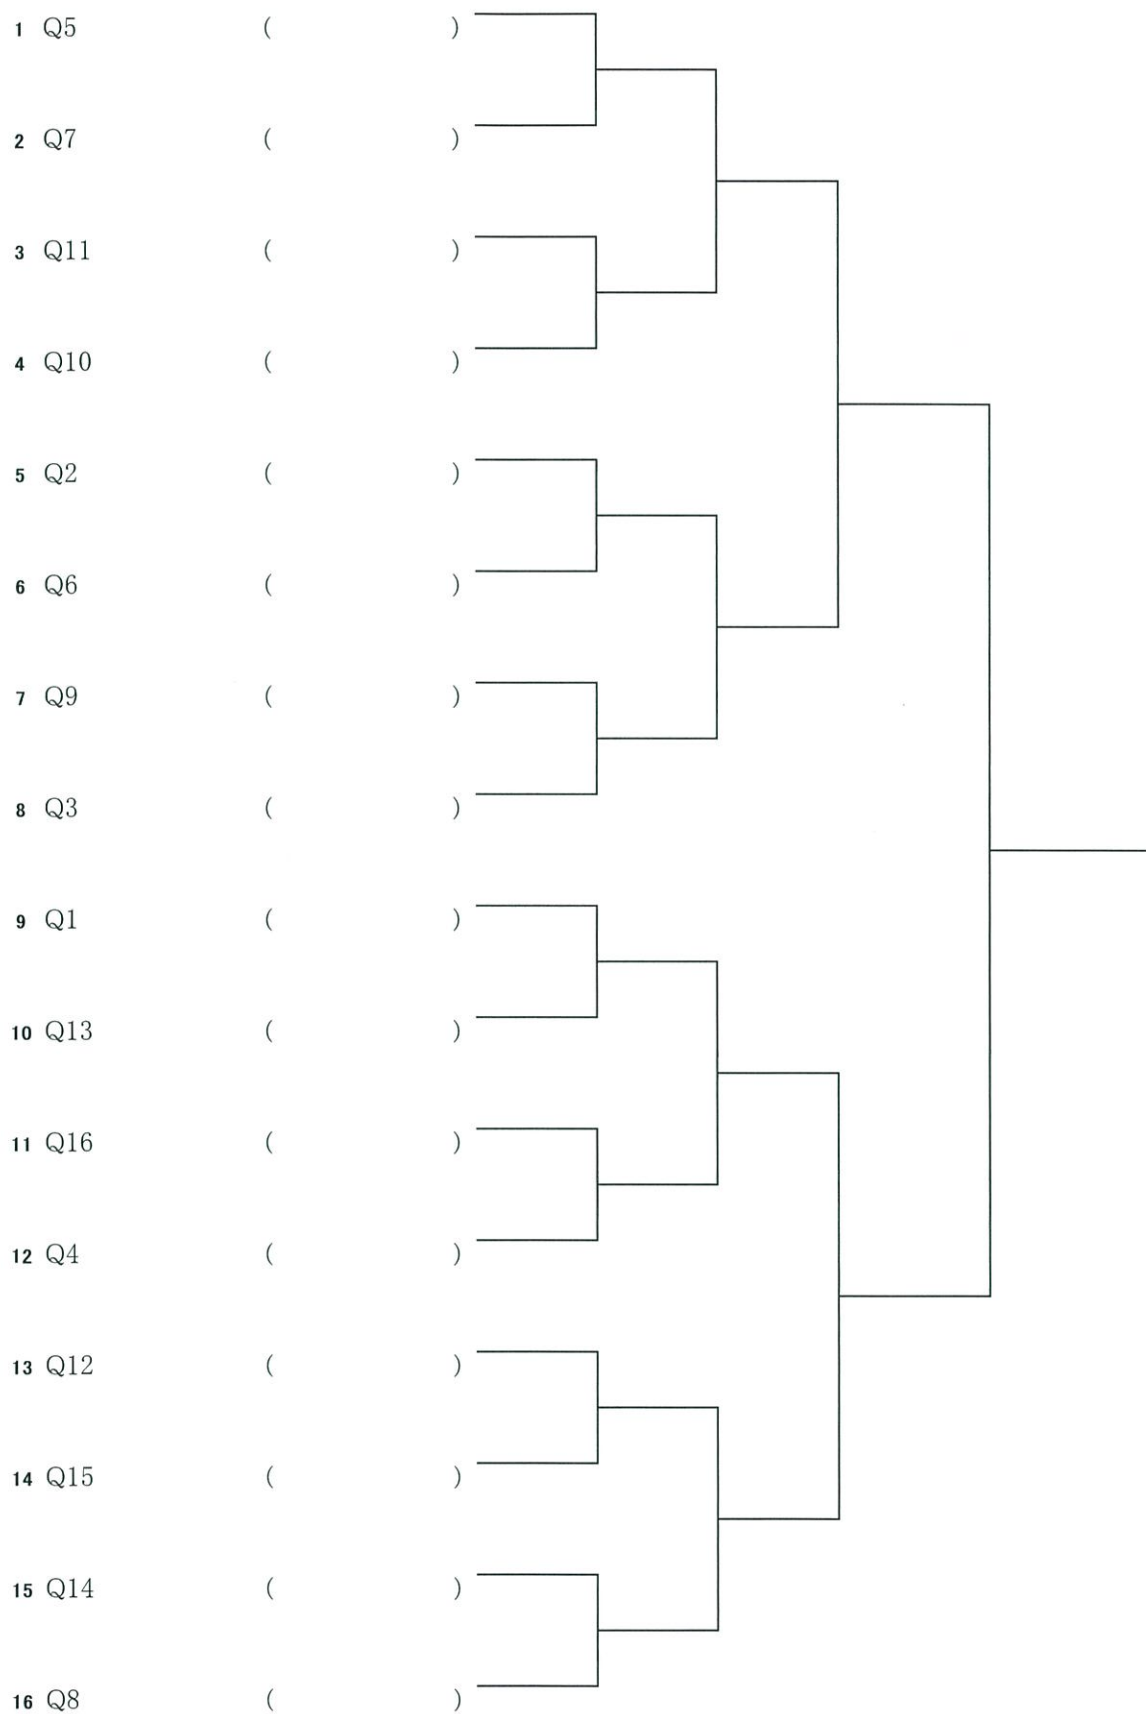 1 Q5 ( )
2 Q7 ( )
3 Q11 ( )
4 Q10 ( )
5 Q2 ( )
6 Q6 ( )
7 Q9 ( )
8 Q3 ( )
9 Q1 ( )
10 Q13 ( )
11 Q16 ( )
12 Q4 ( )
13 Q12 ( )
14 Q15 ( )
15 Q14 ( )
16 Q8 ( )